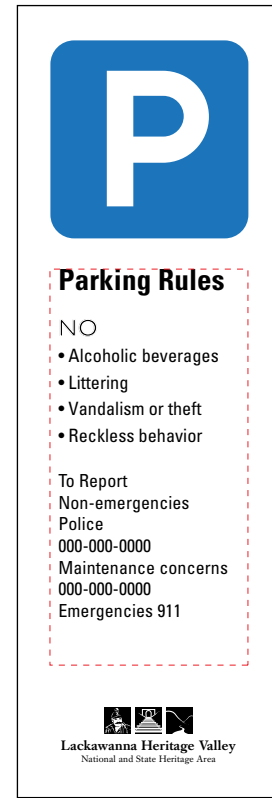 P
Parking Rules
NO
• Alcoholic beverages
• Littering
• Vandalism or theft
• Reckless behavior
To Report
Non-emergencies
Police
000-000-0000
Maintenance concerns
000-000-0000
Emergencies 911
Lackawanna Heritage Valley
National and State Heritage Area